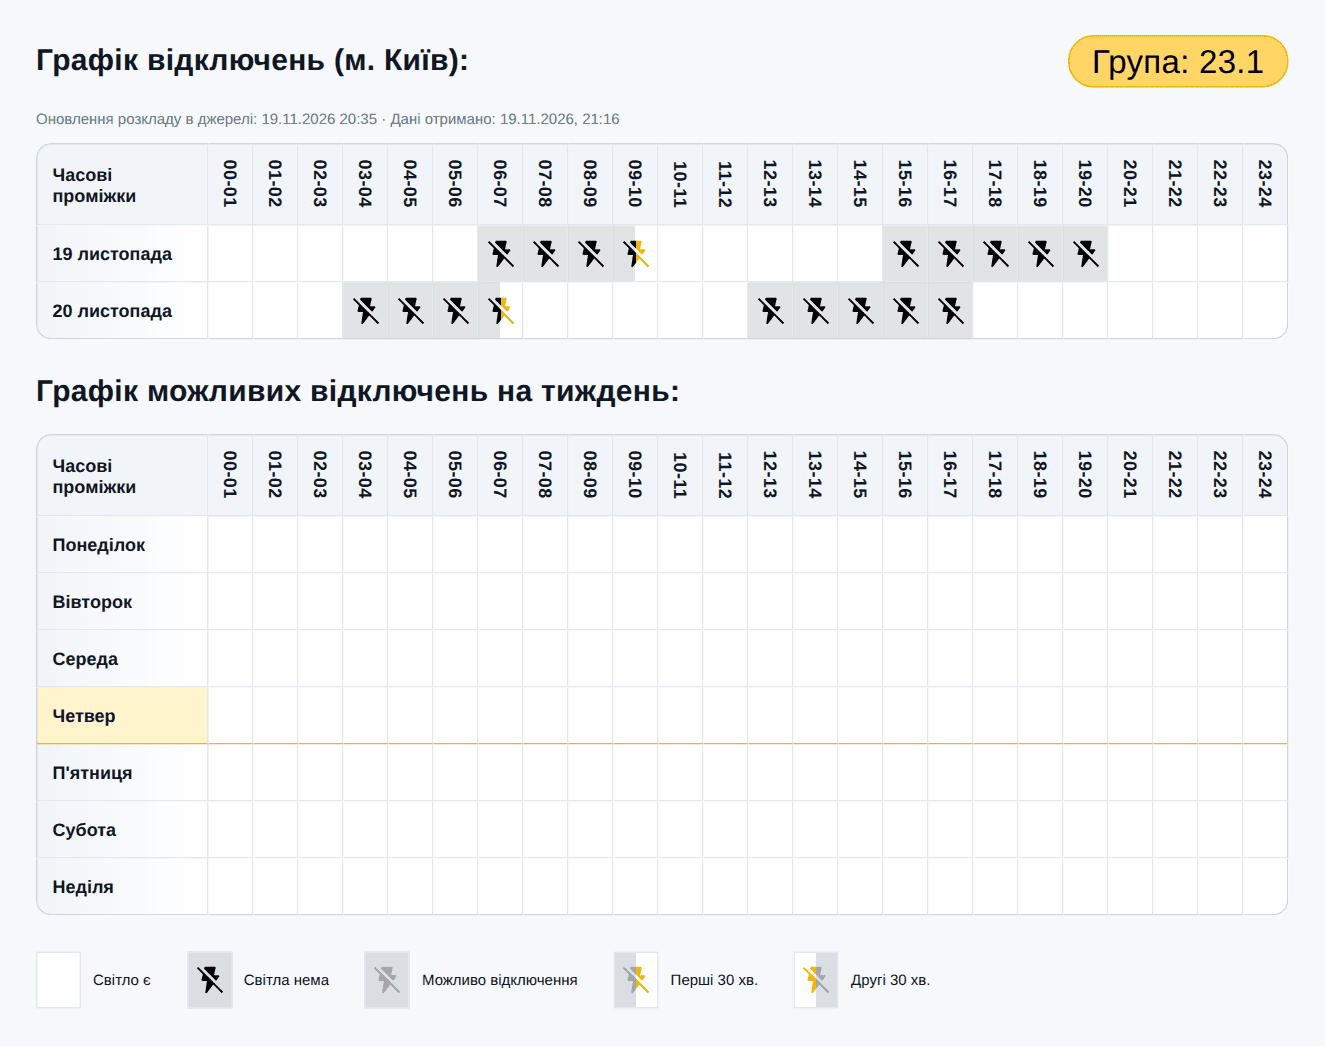 Графік відключень (м. Київ):
Група: 23.1
Оновлення розкладу в джерелі: 19.11.2026 20:35 · Дані отримано: 19.11.2026, 21:16
Часові проміжки 00-01 01-02 02-03 03-04 04-05 05-06 06-07 07-08 08-09 09-10 10-11 11-12 12-13 13-14 14-15 15-16 16-17 17-18 18-19 19-20 20-21 21-22 22-23 23-24
19 листопада
20 листопада
Графік можливих відключень на тиждень:
Часові проміжки 00-01 01-02 02-03 03-04 04-05 05-06 06-07 07-08 08-09 09-10 10-11 11-12 12-13 13-14 14-15 15-16 16-17 17-18 18-19 19-20 20-21 21-22 22-23 23-24
Понеділок
Вівторок
Середа
Четвер
П'ятниця
Субота
Неділя
Світло є Світла нема Можливо відключення Перші 30 хв. Другі 30 хв.